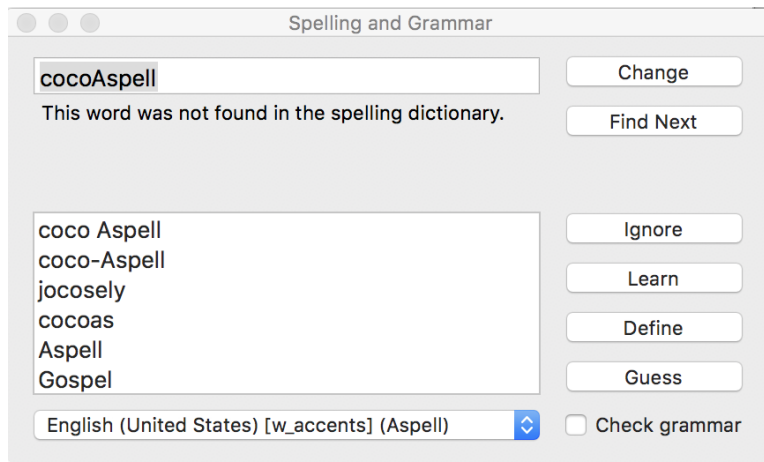 Spelling and Grammar
cocoAspell
Change
This word was not found in the spelling dictionary.
Find Next
coco Aspell
coco-Aspell
jocosely
cocoas
Aspell
Gospel
Ignore
Learn
Define
Guess
English (United States) [w_accents] (Aspell)
Check grammar